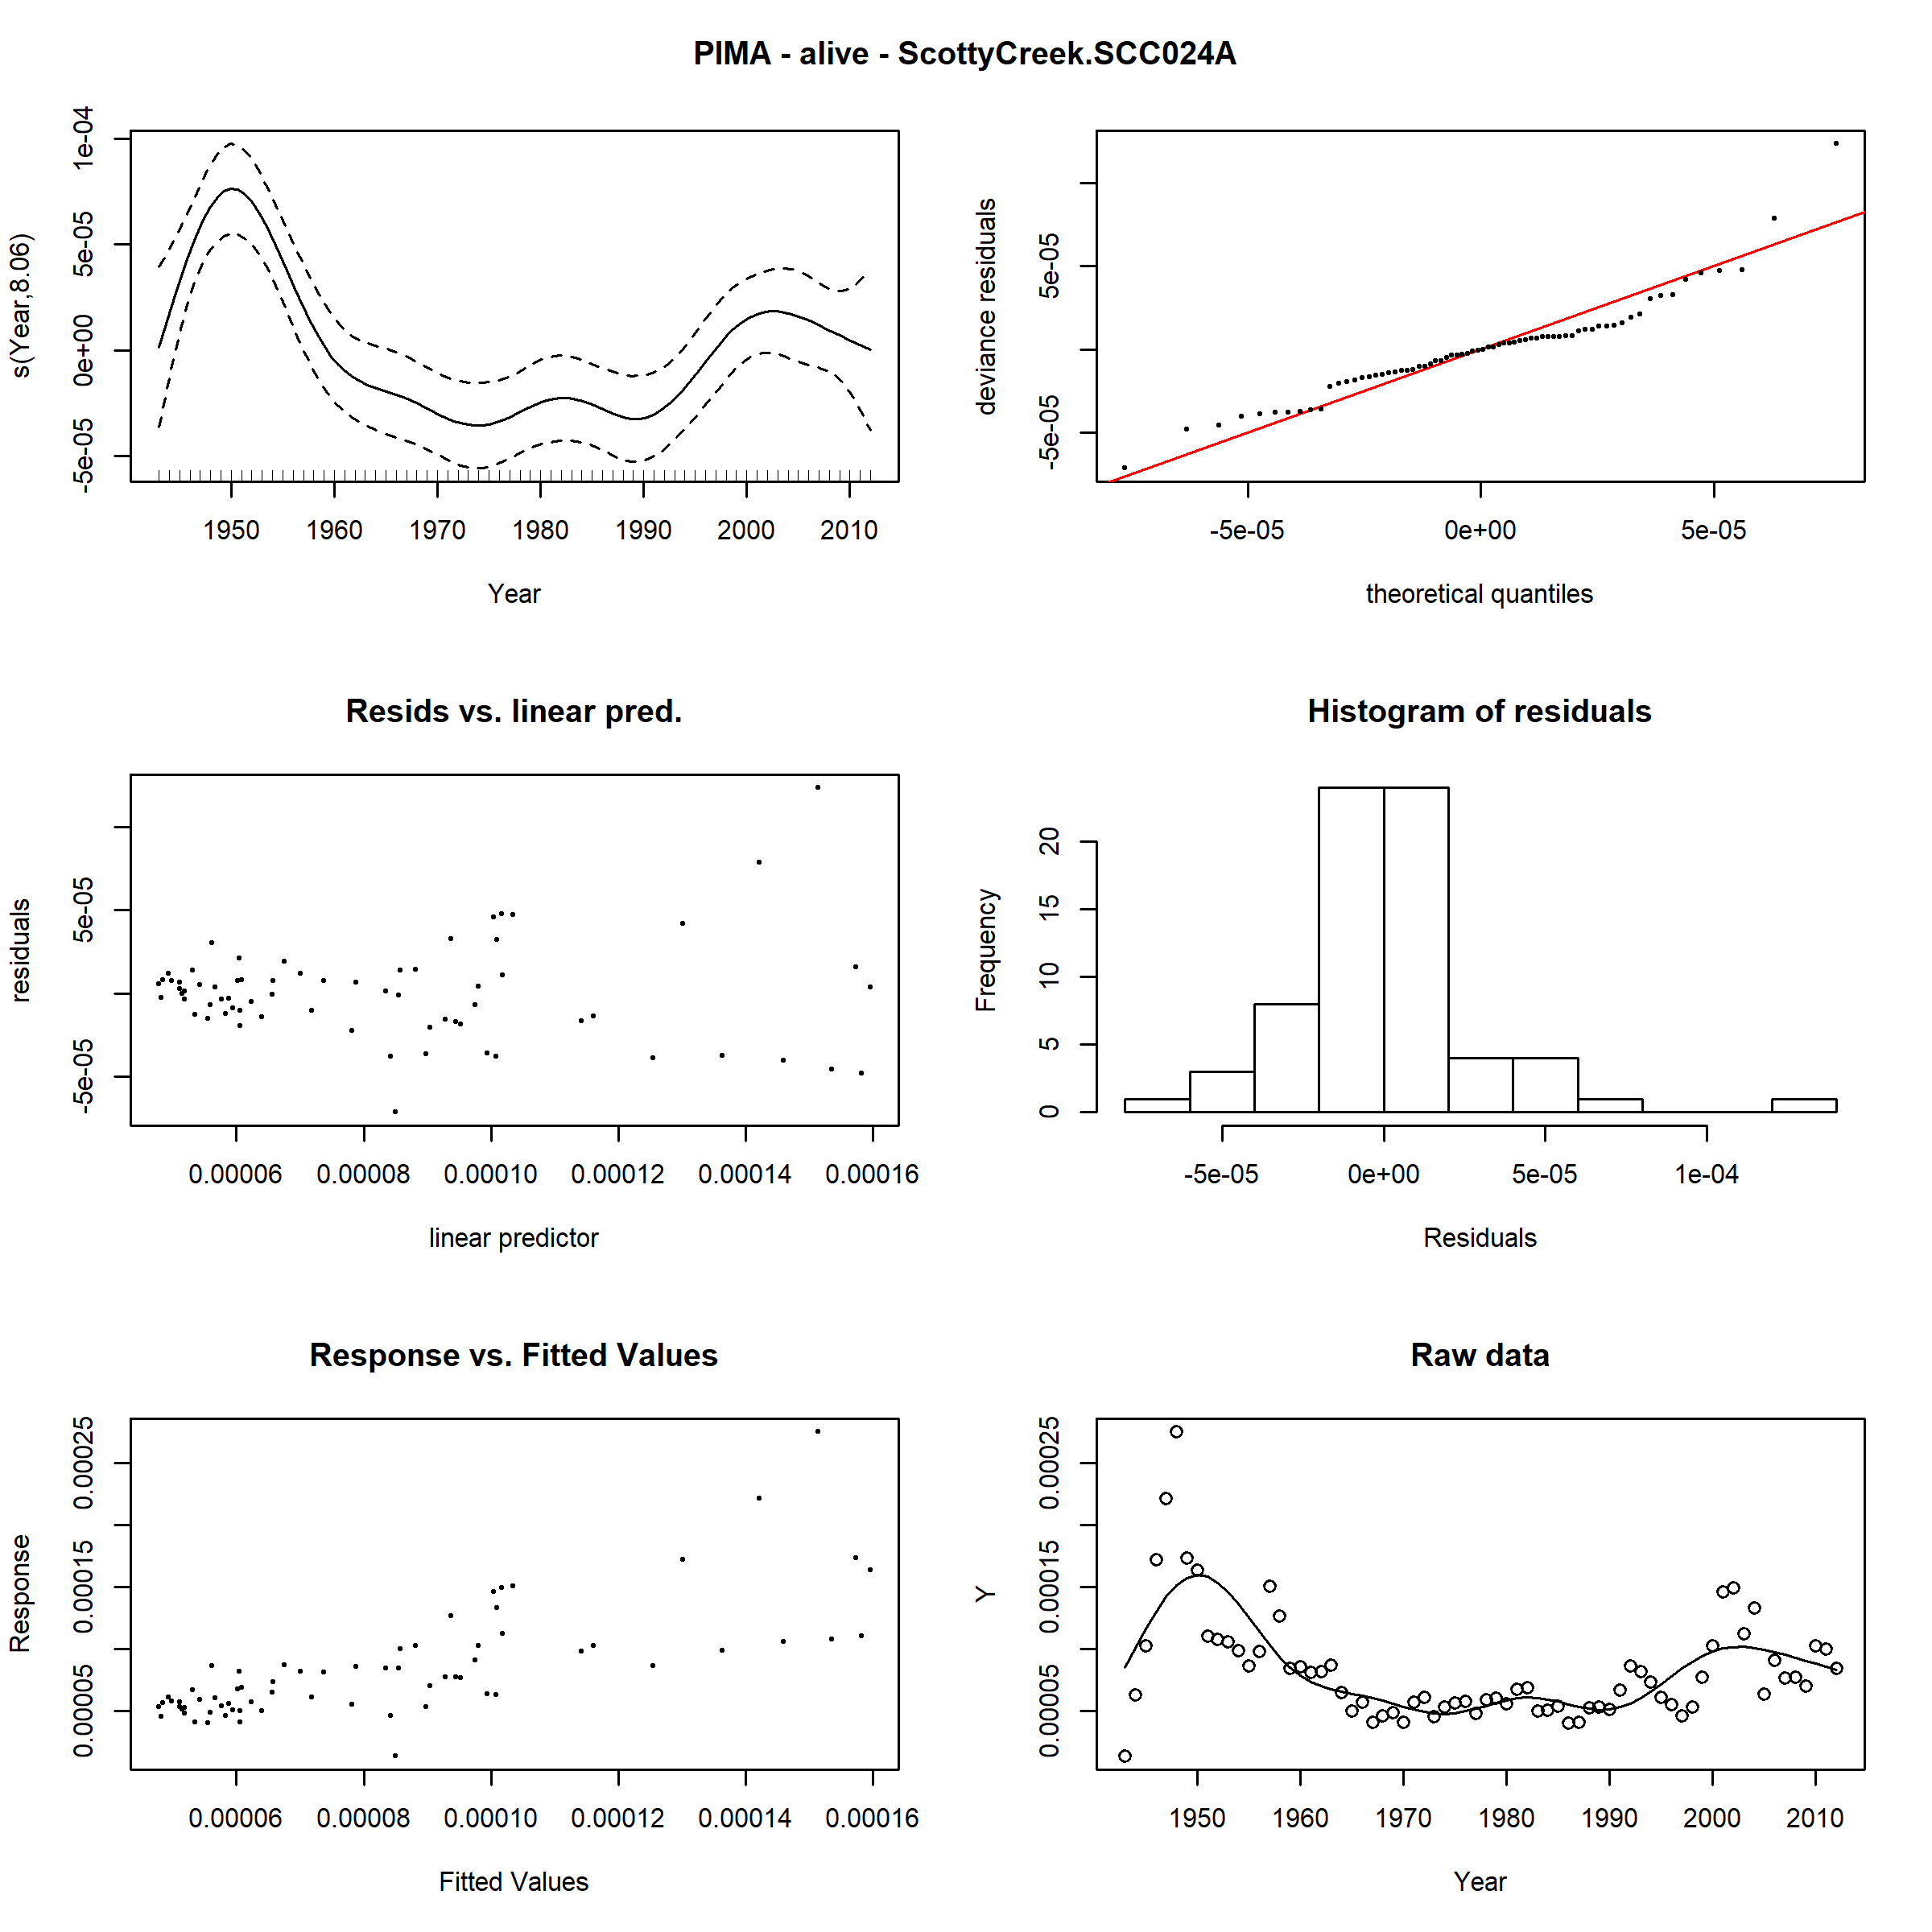 PIMA - alive - ScottyCreek.SCC024A
s(Year,8.06)
-5e-05 0e+00 5e-05 1e-04
1950 1960 1970 1980 1990 2000 2010
Year
deviance residuals
-5e-05 5e-05
-5e-05 0e+00 5e-05
theoretical quantiles
Resids vs. linear pred.
residuals
-5e-05 5e-05
0.00006 0.00008 0.00010 0.00012 0.00014 0.00016
linear predictor
Histogram of residuals
Frequency
0 5 10 15 20
-5e-05 0e+00 5e-05 1e-04
Residuals
Response vs. Fitted Values
Response
0.00005 0.00015 0.00025
0.00006 0.00008 0.00010 0.00012 0.00014 0.00016
Fitted Values
Raw data
Y
0.00005 0.00015 0.00025
1950 1960 1970 1980 1990 2000 2010
Year